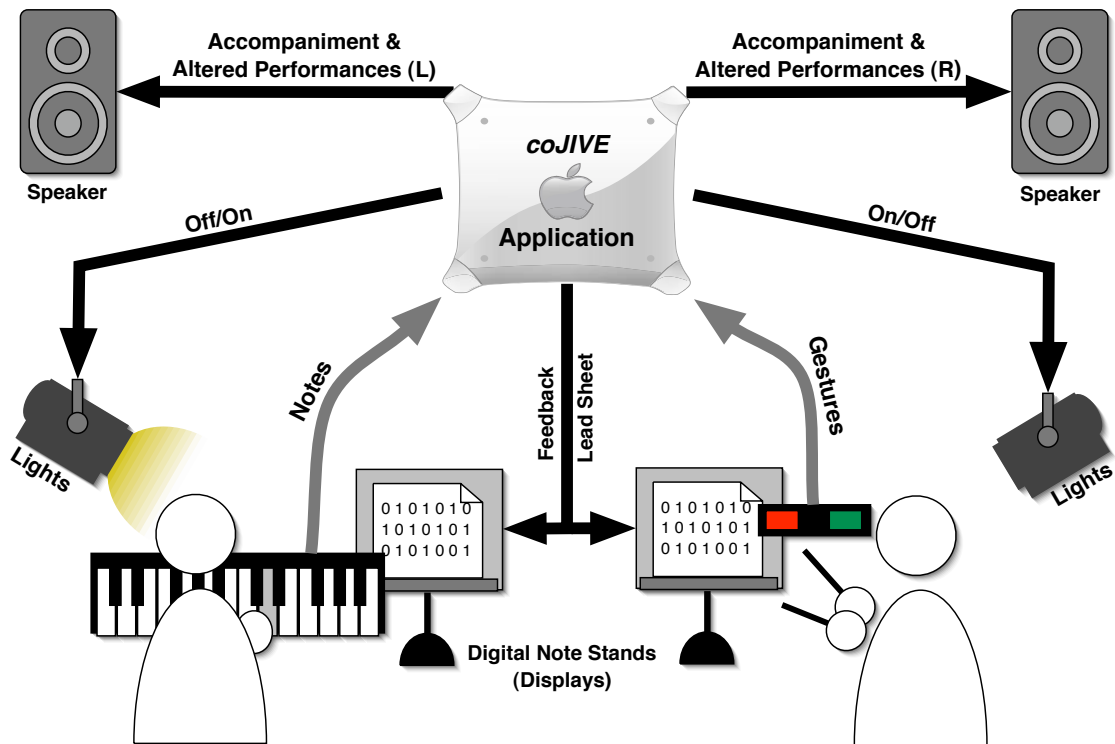 Accompaniment &
Altered Performances (L)
Accompaniment &
Altered Performances (R)
coJIVE
Application
Speaker
Speaker
Off/On
On/Off
Notes
Feedback
Lead Sheet
Gestures
Lights
Lights
0 1 0 1 0 1 0
1 0 1 0 1 0 1
0 1 0 1 0 0 1
0 1 0 1 0 1 0
1 0 1 0 1 0 1
0 1 0 1 0 0 1
Digital Note Stands
(Displays)